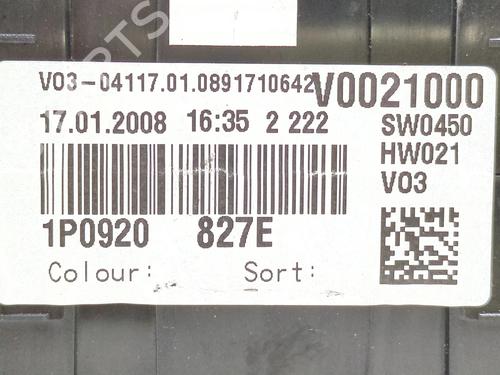 V03-04117.01.0891710642 V0021000
17.01.2008 16:35 2 222 SW0450
HW021
V03
1P0920 827E
Colour: Sort: